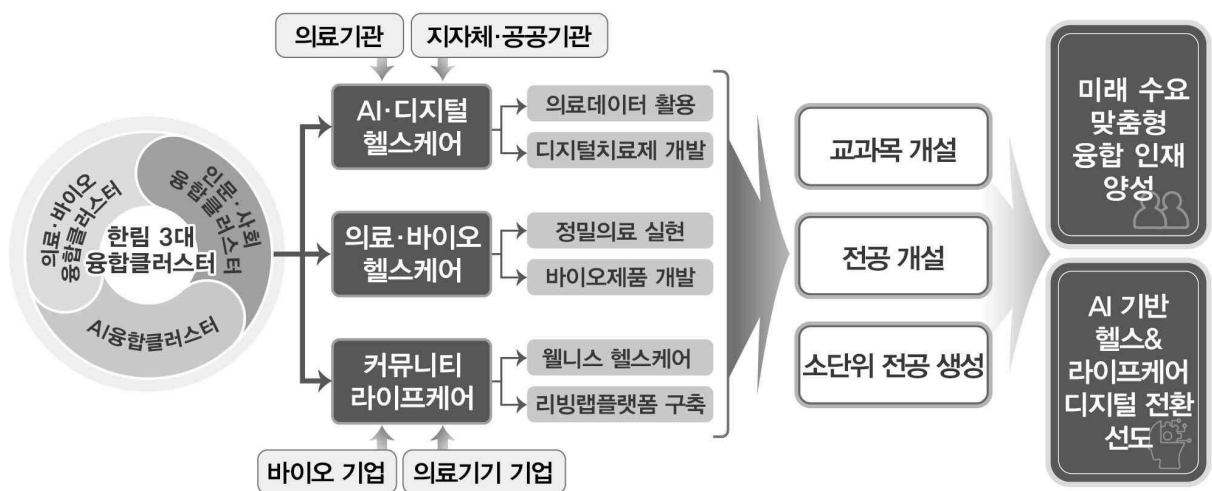 의료기관
지자체·공공기관
의료·바이오
융합클러스터
인문·사회
융합클러스터
한림 3대
융합클러스터
AI융합클러스터
AI·디지털
헬스케어
의료데이터 활용
디지털치료제 개발
의료·바이오
헬스케어
정밀의료 실현
바이오제품 개발
커뮤니티
라이프케어
웰니스 헬스케어
리빙랩플랫폼 구축
바이오 기업
의료기기 기업
교과목 개설
전공 개설
소단위 전공 생성
미래 수요
맞춤형
융합 인재
양성
AI 기반
헬스&
라이프케어
디지털 전환
선도